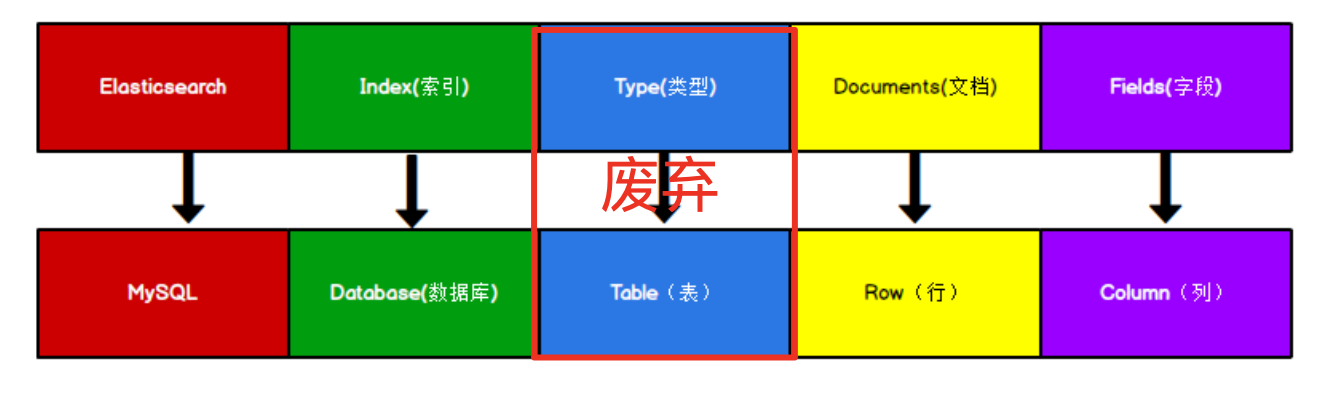 Elasticsearch
Index(索引)
Type(类型)
Documents(文档)
Fields(字段)
废弃
MySQL
Database(数据库)
Table（表）
Row（行）
Column（列）